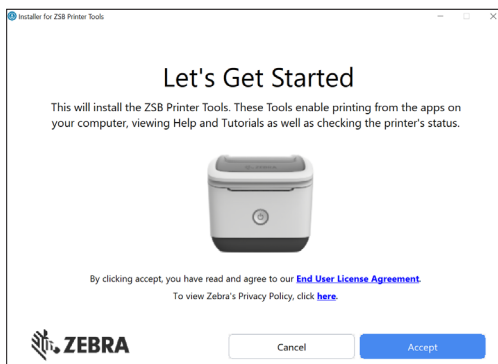 Installer for ZSB Printer Tools
Let's Get Started
This will install the ZSB Printer Tools. These Tools enable printing from the apps on
your computer, viewing Help and Tutorials as well as checking the printer's status.
By clicking accept, you have read and agree to our End User License Agreement.
To view Zebra's Privacy Policy, click here.
ZEBRA
Cancel
Accept